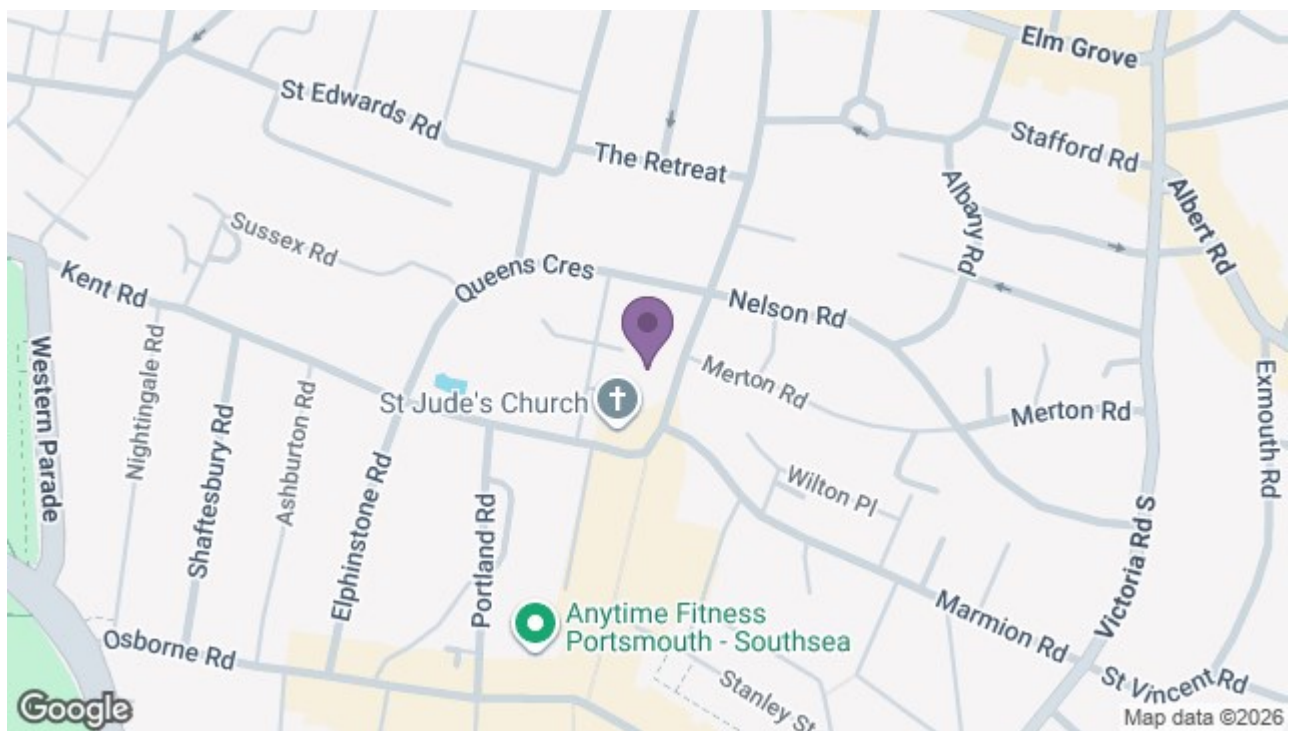 Elm Grove
St Edwards Rd
Stafford Rd
The Retreat
Albany Rd
Albert Rd
Sussex Rd
Kent Rd
Queens Cres
Nelson Rd
Western Parade
Nightingale Rd
Merton Rd
Exmouth Rd
St Jude's Church
Merton Rd
Shaftesbury Rd
Ashburton Rd
Elphinstone Rd
Portland Rd
Wilton Pl
Victoria Rd S
Anytime Fitness
Portsmouth - Southsea
Marmion Rd
Osborne Rd
St Vincent Rd
Stanley St
Google
Map data ©2026